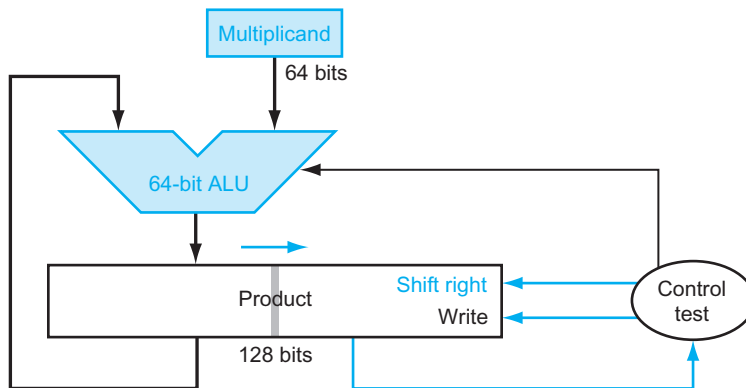 Multiplicand
64 bits
64-bit ALU
Product
Shift right
Write
128 bits
Control
test